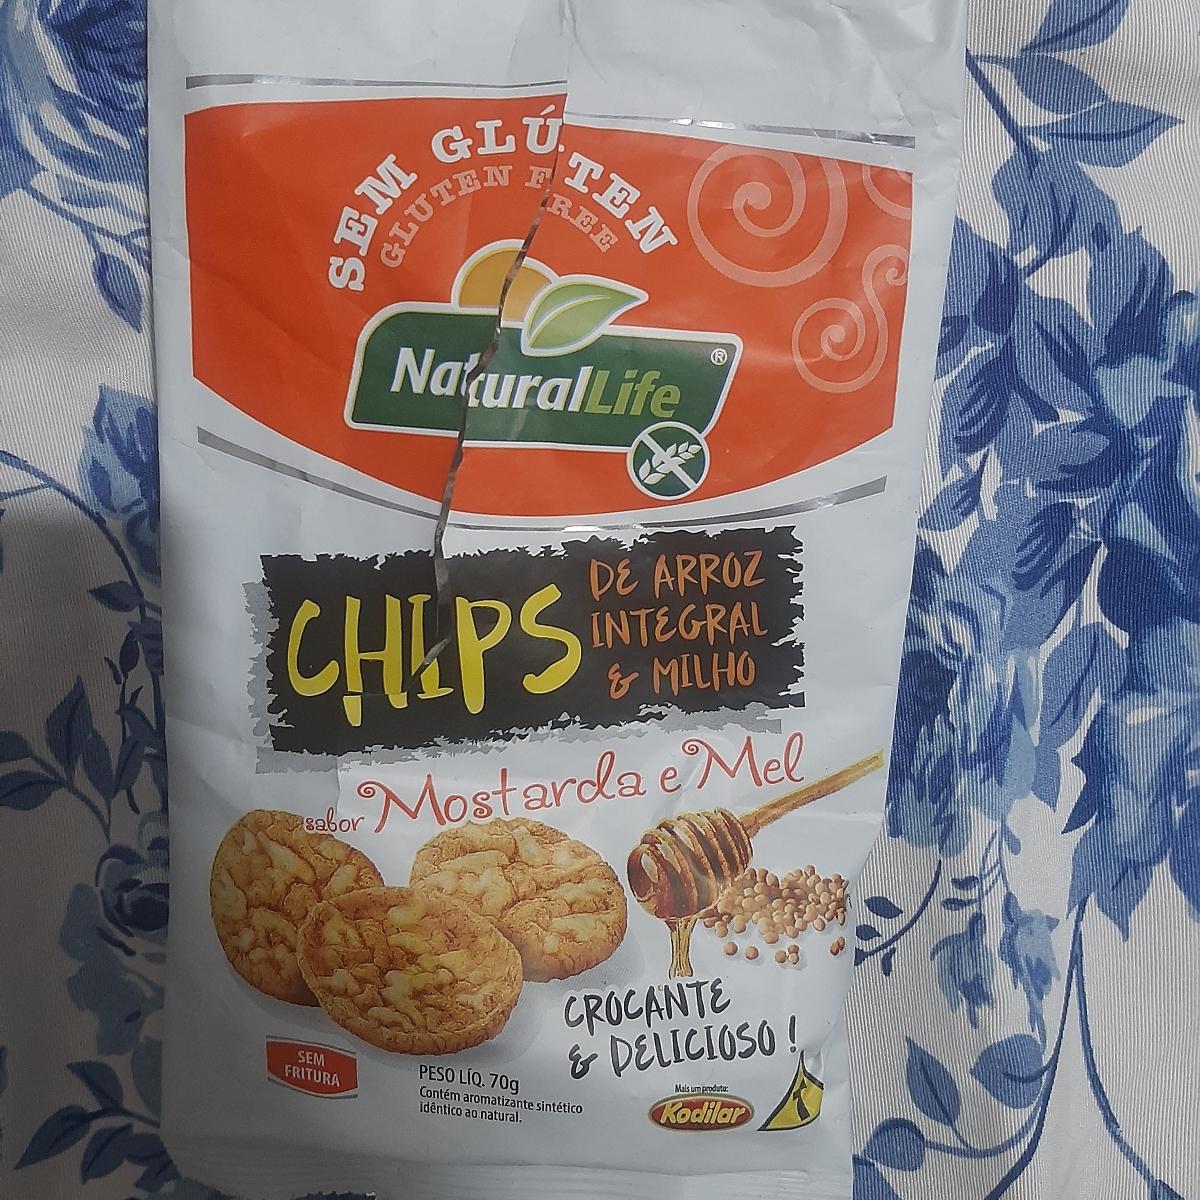 SEM GLÚTEN
GLUTEN FREE
NaturalLife®
CHIPS
DE ARROZ
INTEGRAL
& MILHO
sabor Mostarda e Mel
CROCANTE
& DELICIOSO!
SEM
FRITURA
PESO LÍQ. 70g
Contém aromatizante sintético
idêntico ao natural.
Mais um produto:
Kodilar
T